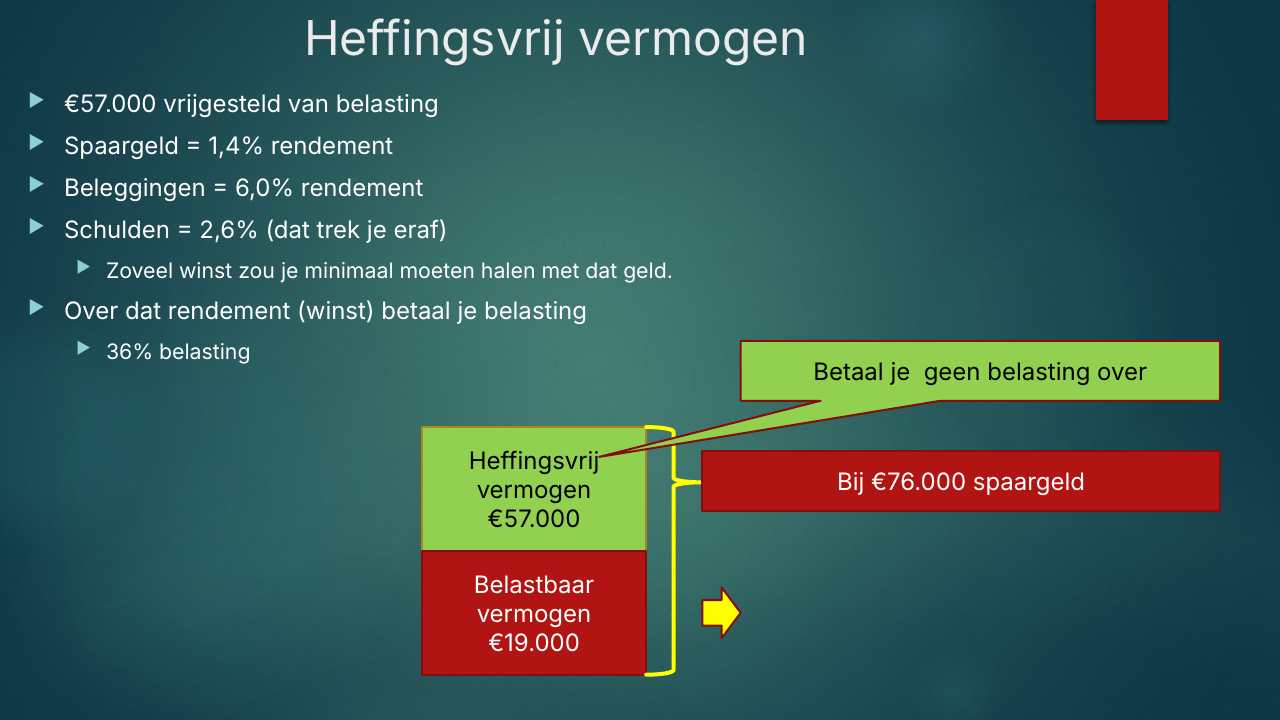 Heffingsvrij vermogen
€57.000 vrijgesteld van belasting
Spaargeld = 1,4% rendement
Beleggingen = 6,0% rendement
Schulden = 2,6% (dat trek je eraf)
Zoveel winst zou je minimaal moeten halen met dat geld.
Over dat rendement (winst) betaal je belasting
36% belasting
Betaal je  geen belasting over
Heffingsvrij
vermogen
€57.000
Bij €76.000 spaargeld
Belastbaar
vermogen
€19.000